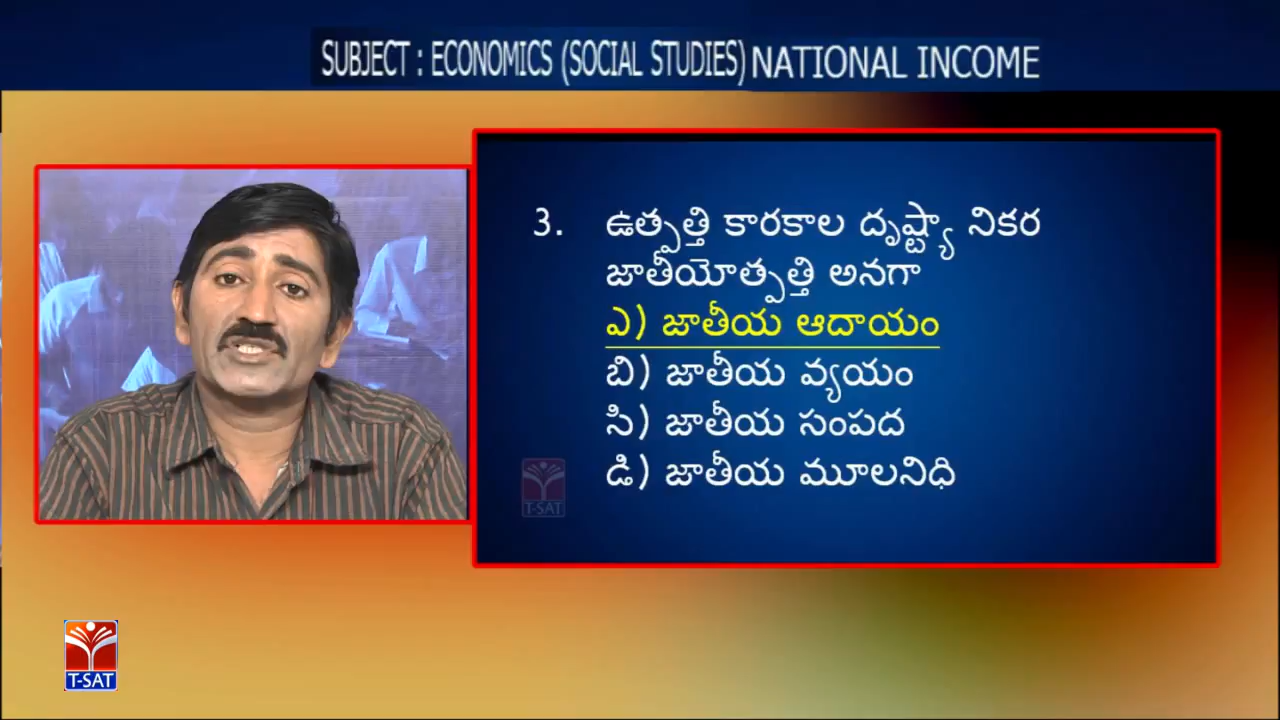 SUBJECT : ECONOMICS (SOCIAL STUDIES) NATIONAL INCOME
3. ఉత్పత్తి కారకాల దృష్ట్యా నికర
జాతీయోత్పత్తి అనగా
ఎ) జాతీయ ఆదాయం
బి) జాతీయ వ్యయం
సి) జాతీయ సంపద
డి) జాతీయ మూలనిధి
T-SAT
T-SAT